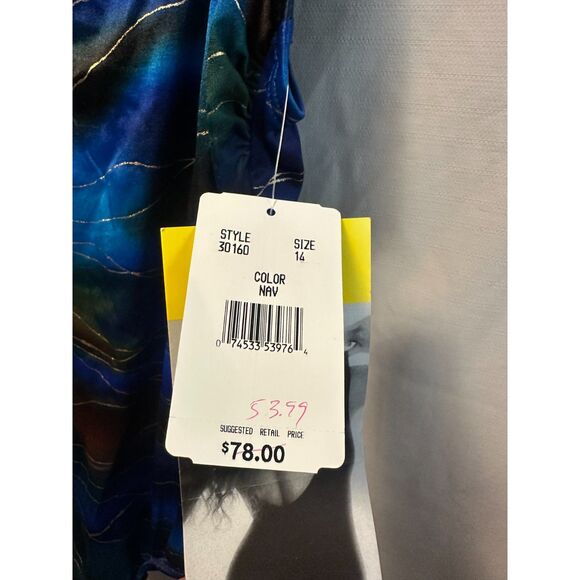 STYLE SIZE
30160 14
COLOR
NAV
0 74533 53976 4
53.99
SUGGESTED RETAIL PRICE
$78.00